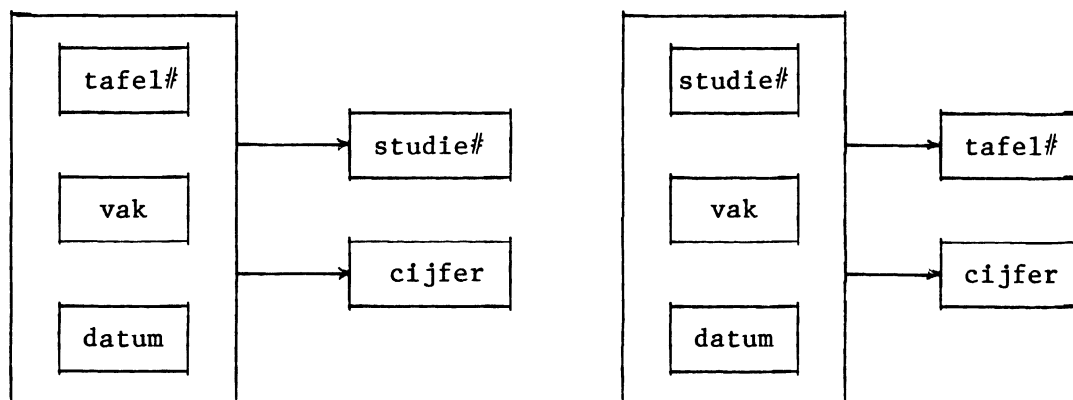 tafel#
studie#
vak
cijfer
datum
studie#
tafel#
vak
cijfer
datum